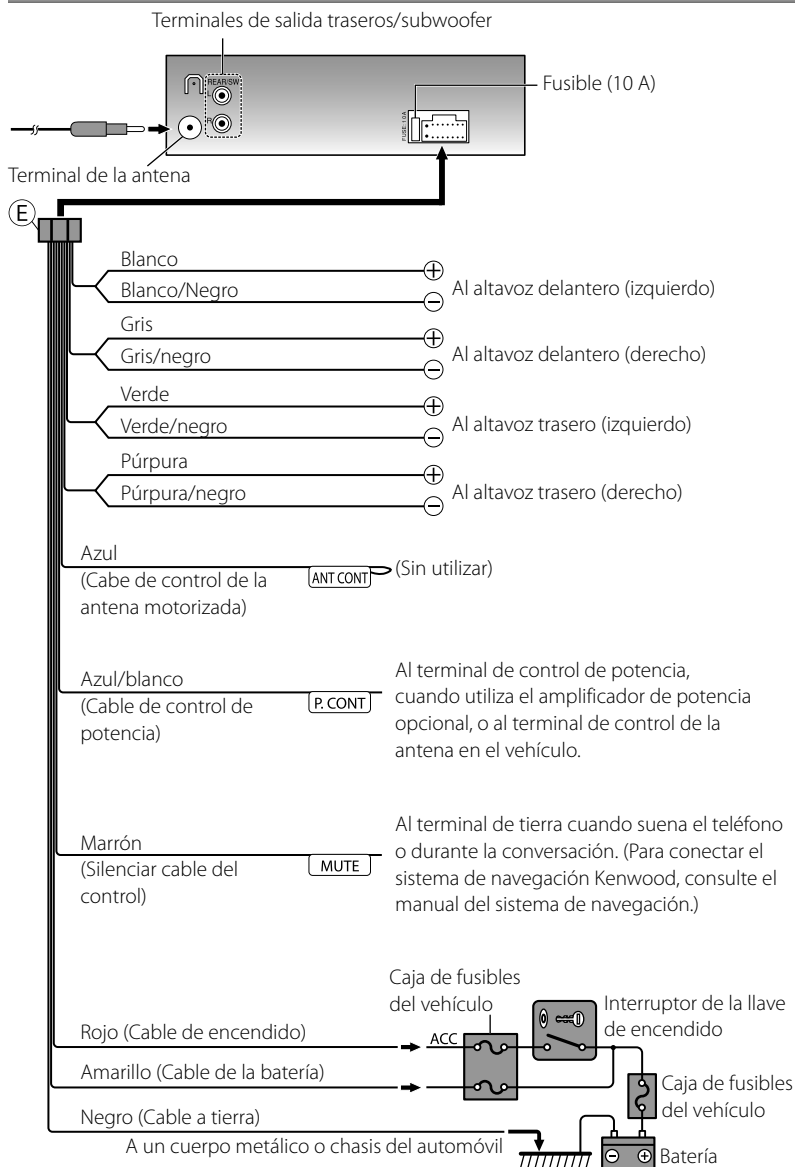 Terminales de salida traseros/subwoofer
REAR/SW
L
R
FUSE 10A
Fusible (10 A)
Terminal de la antena
E
Blanco
Blanco/Negro
Al altavoz delantero (izquierdo)
Gris
Gris/negro
Al altavoz delantero (derecho)
Verde
Verde/negro
Al altavoz trasero (izquierdo)
Púrpura
Púrpura/negro
Al altavoz trasero (derecho)
Azul
(Cabe de control de la
antena motorizada)
ANT CONT
(Sin utilizar)
Azul/blanco
(Cable de control de
potencia)
P. CONT
Al terminal de control de potencia,
cuando utiliza el amplificador de potencia
opcional, o al terminal de control de la
antena en el vehículo.
Marrón
(Silenciar cable del
control)
MUTE
Al terminal de tierra cuando suena el teléfono
o durante la conversación. (Para conectar el
sistema de navegación Kenwood, consulte el
manual del sistema de navegación.)
Caja de fusibles
del vehículo
Interruptor de la llave
de encendido
Rojo (Cable de encendido)
ACC
Amarillo (Cable de la batería)
Caja de fusibles
del vehículo
Negro (Cable a tierra)
A un cuerpo metálico o chasis del automóvil
Batería